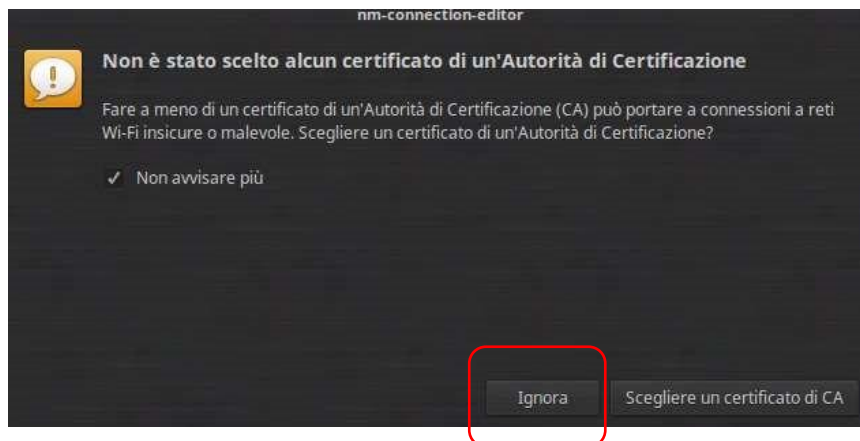 nm-connection-editor
Non è stato scelto alcun certificato di un'Autorità di Certificazione
Fare a meno di un certificato di un'Autorità di Certificazione (CA) può portare a connessioni a reti
Wi-Fi insicure o malevole. Scegliere un certificato di un'Autorità di Certificazione?
Non avvisare più
Ignora
Scegliere un certificato di CA